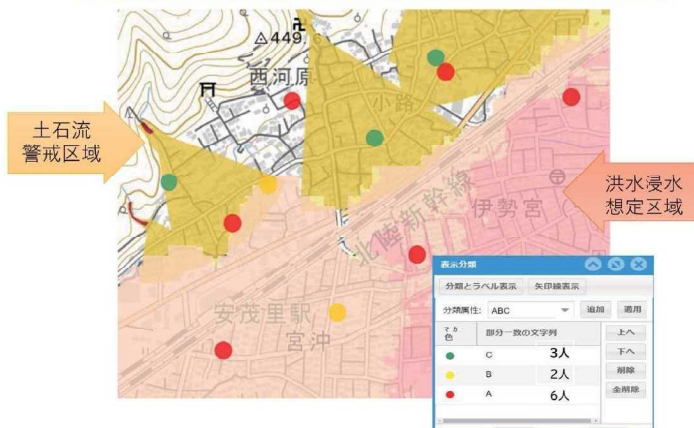 △449.6
西河原
小路
土石流
警戒区域
洪水浸水
想定区域
伊勢宮
北陸新幹線
安茂里駅
宮沖
表示分類
分類とラベル表示
矢印線表示
分類属性: ABC
追加
適用
マーカ色
部分一致の文字列
C 3人
B 2人
A 6人
上へ
下へ
削除
全削除